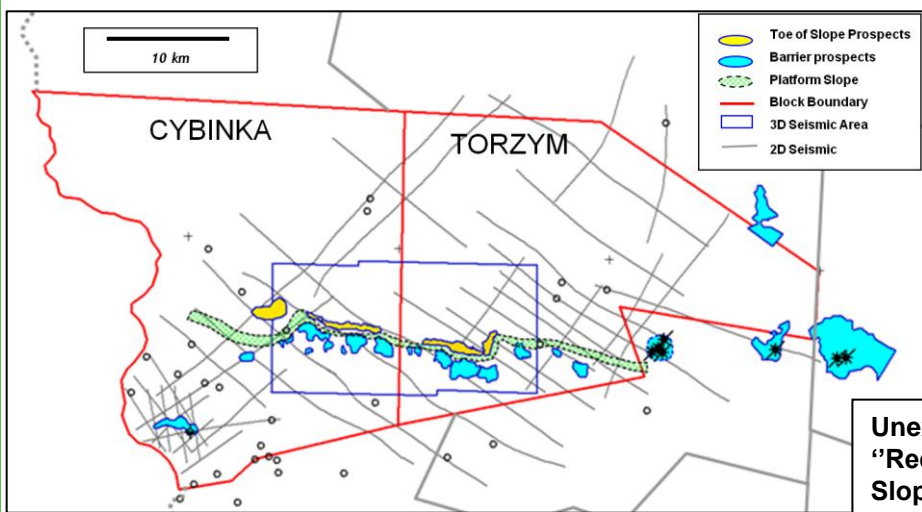 10 km
CYBINKA
TORZYM
Toe of Slope Prospects
Barrier prospects
Platform Slope
Block Boundary
3D Seismic Area
2D Seismic
Slop